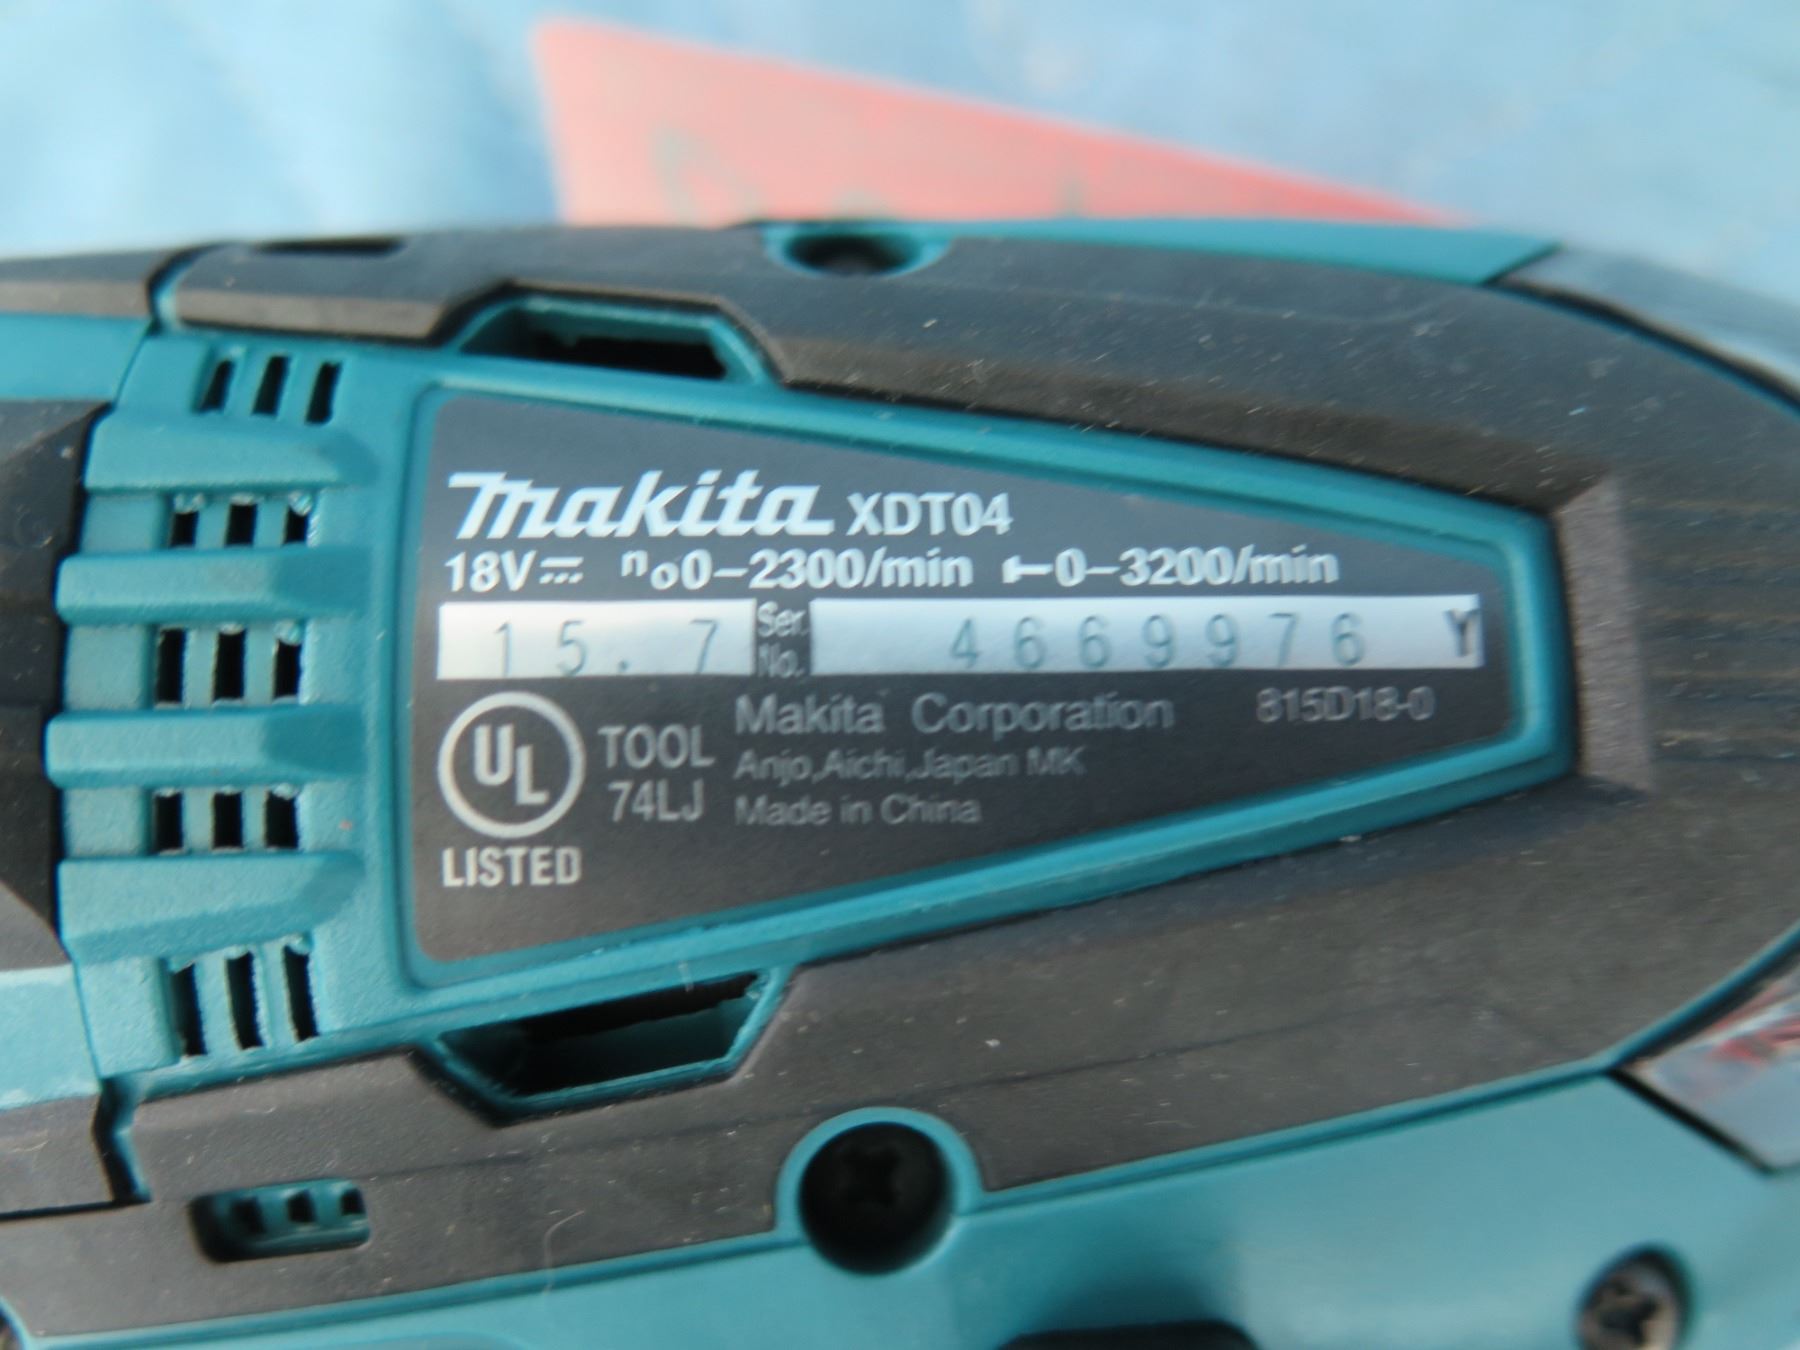 makita XDT04
18V⎓ n₀0–2300/min 0–3200/min
15. 7 Ser. No. 4669976 Y
UL LISTED
TOOL
74LJ
Makita Corporation 815D18-0
Anjo,Aichi,Japan MK
Made in China